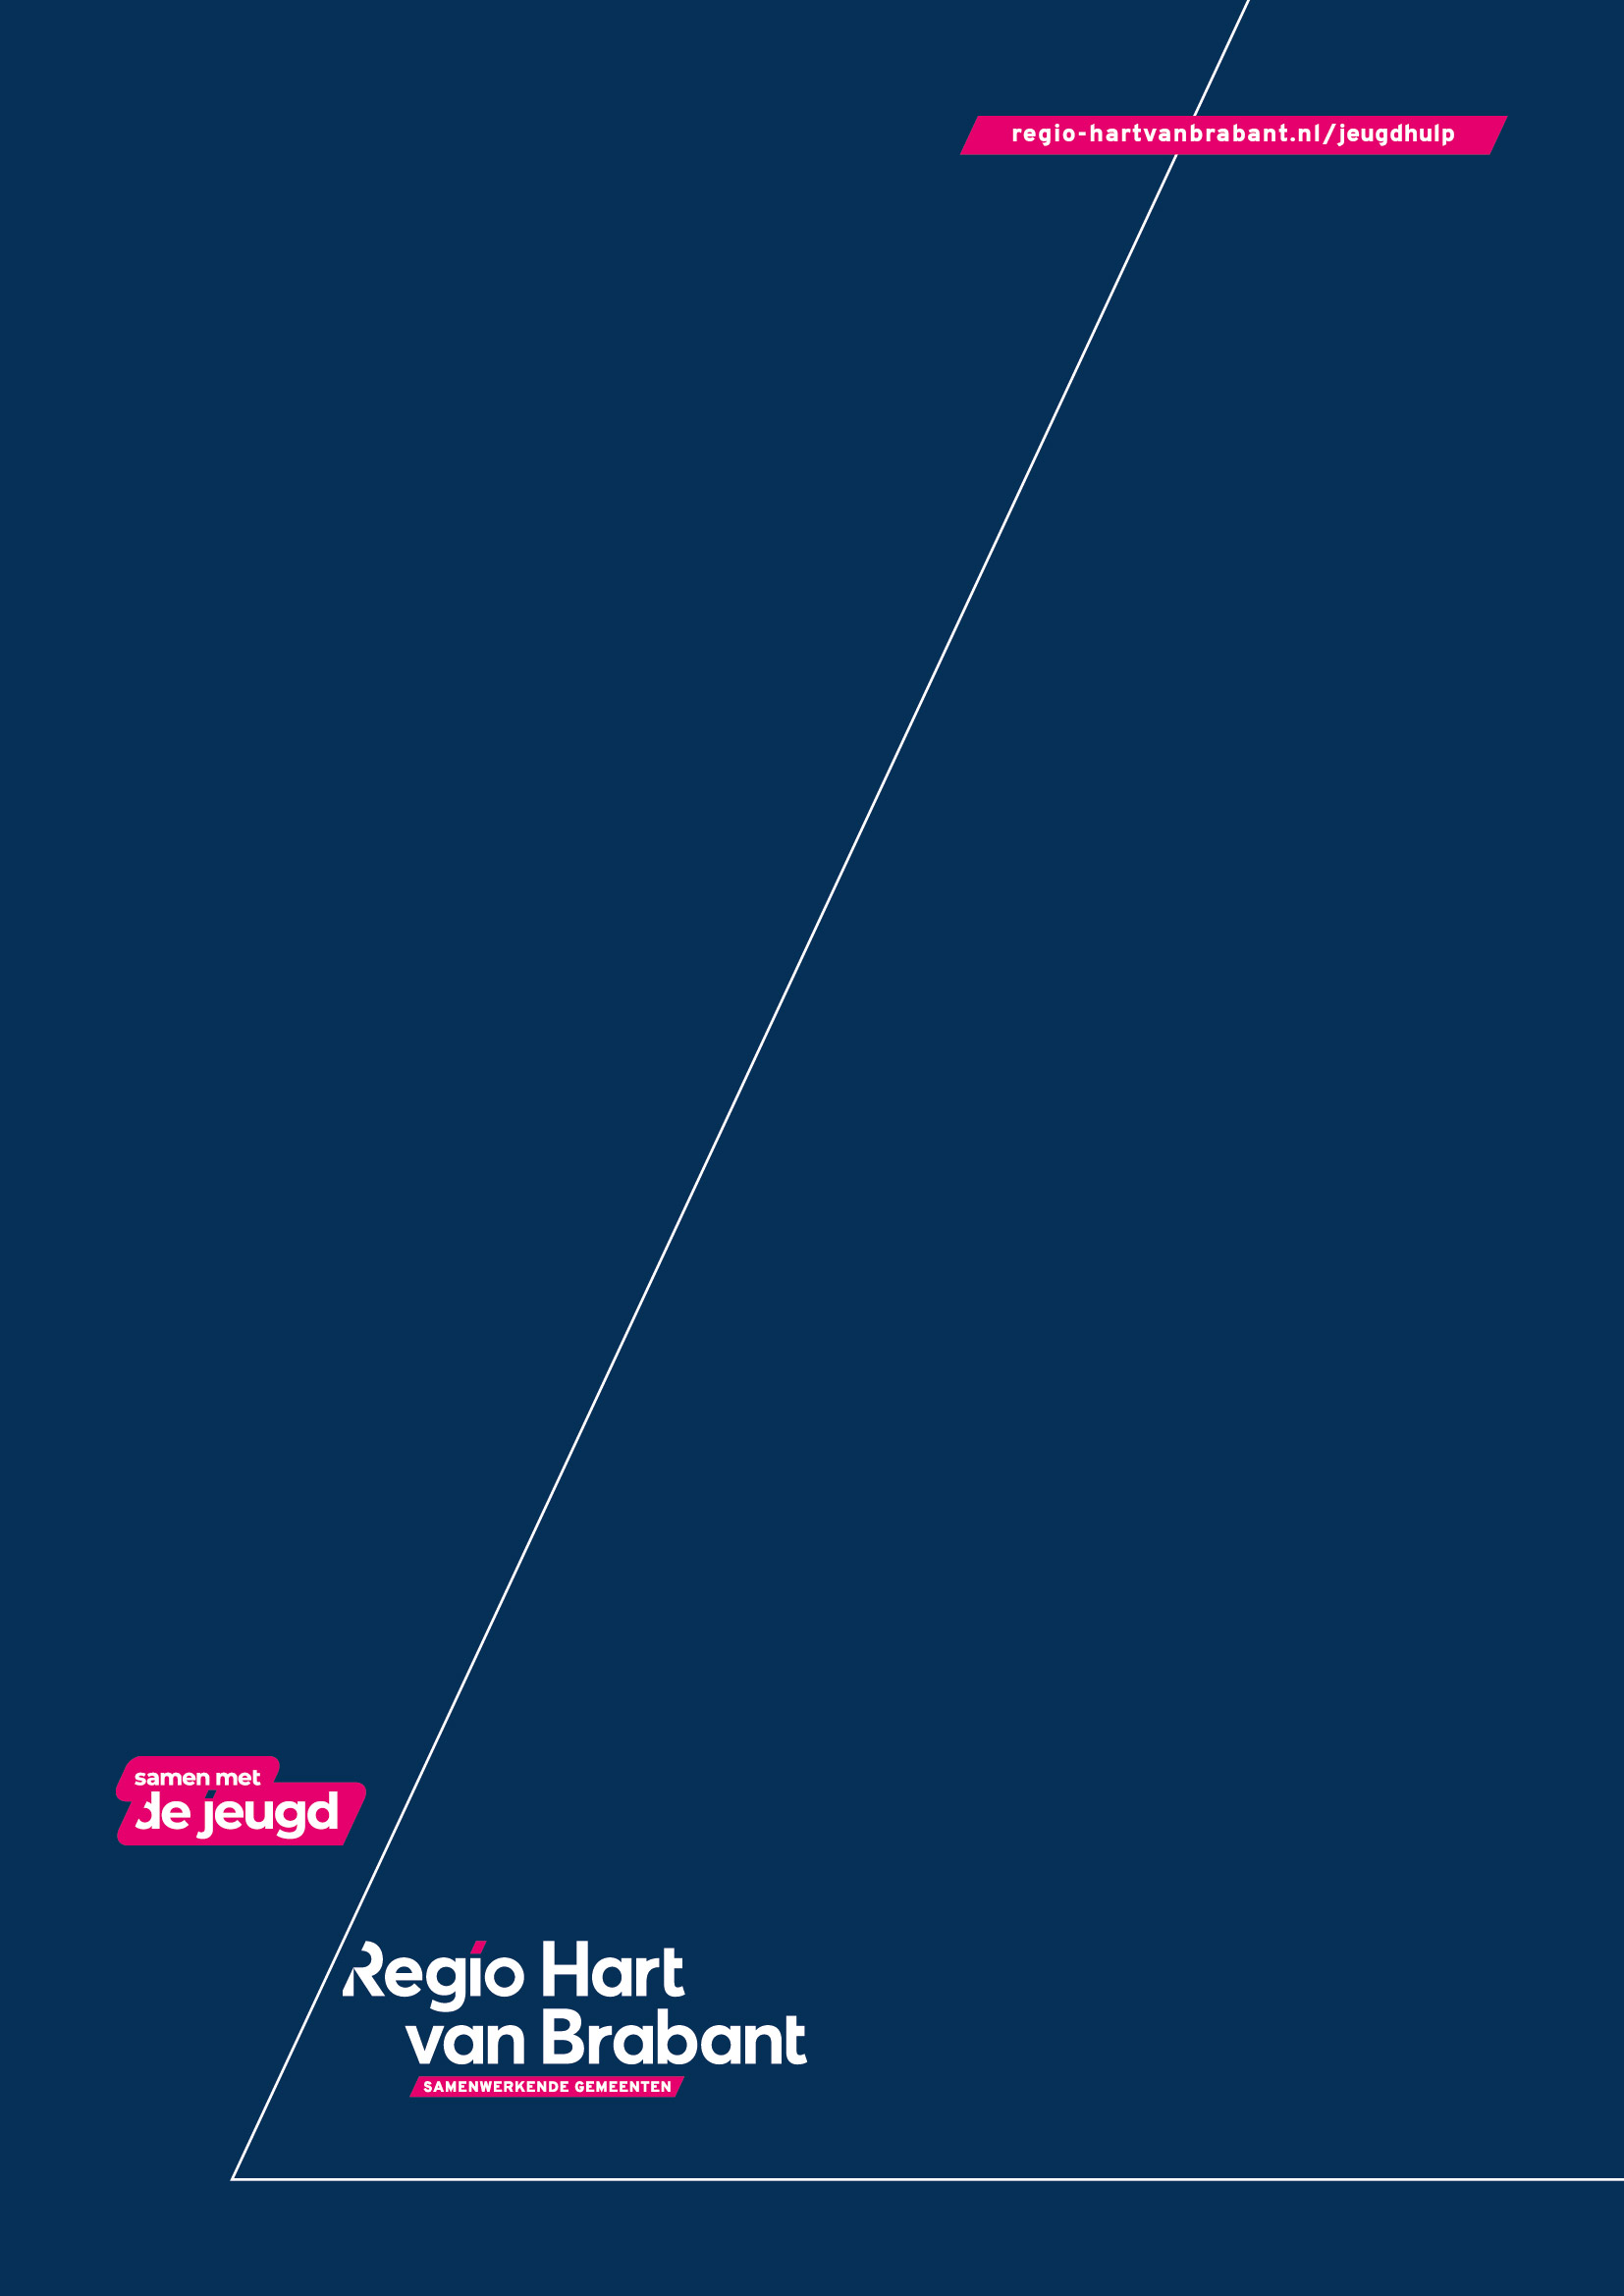 regio-hartvanbrabant.nl/jeugdhulp
samen met
de jeugd
Regio Hart
van Brabant
SAMENWERKENDE GEMEENTEN